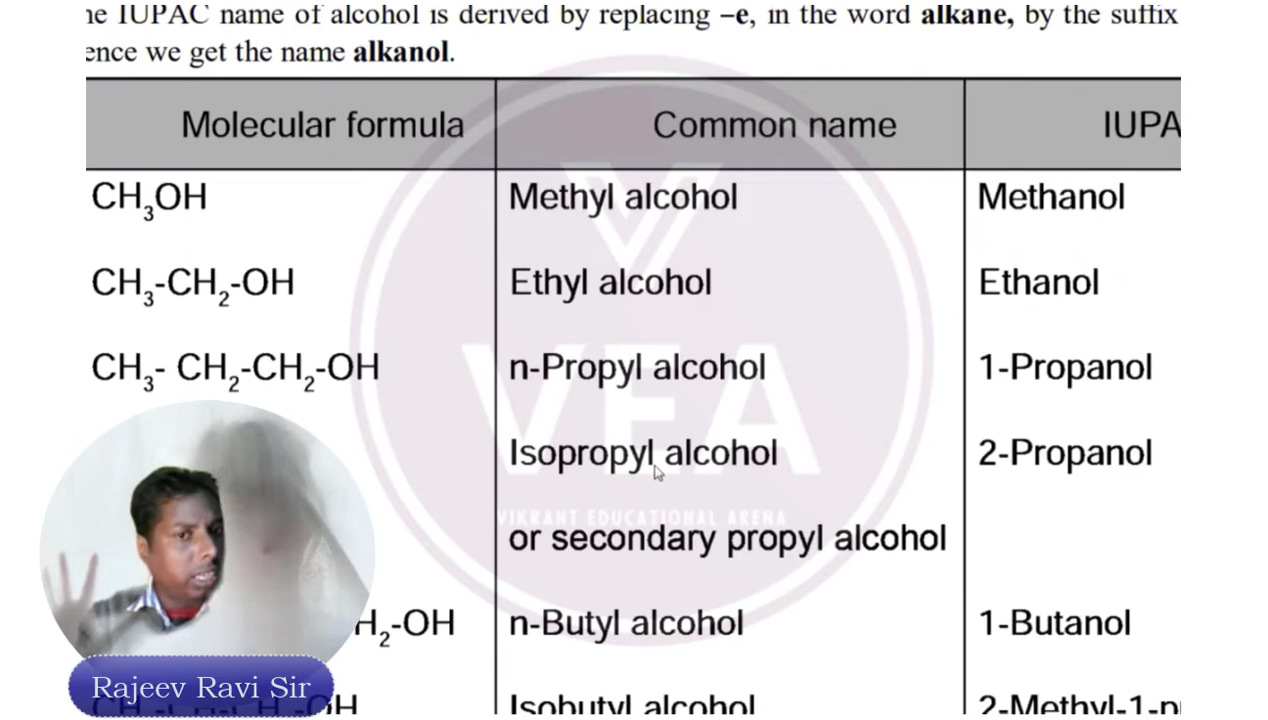 ne IUPAC name of alcohol is derived by replacing –e, in the word alkane, by the suffix
ence we get the name alkanol.
Molecular formula Common name IUPA
CH₃OH Methyl alcohol Methanol
CH₃-CH₂-OH Ethyl alcohol Ethanol
CH₃- CH₂-CH₂-OH n-Propyl alcohol 1-Propanol
Isopropyl alcohol 2-Propanol
VFA
VIKRANT EDUCATIONAL ARENA
or secondary propyl alcohol
H₂-OH n-Butyl alcohol 1-Butanol
Rajeev Ravi Sir
Isobutyl alcohol 2-Methyl-1-p